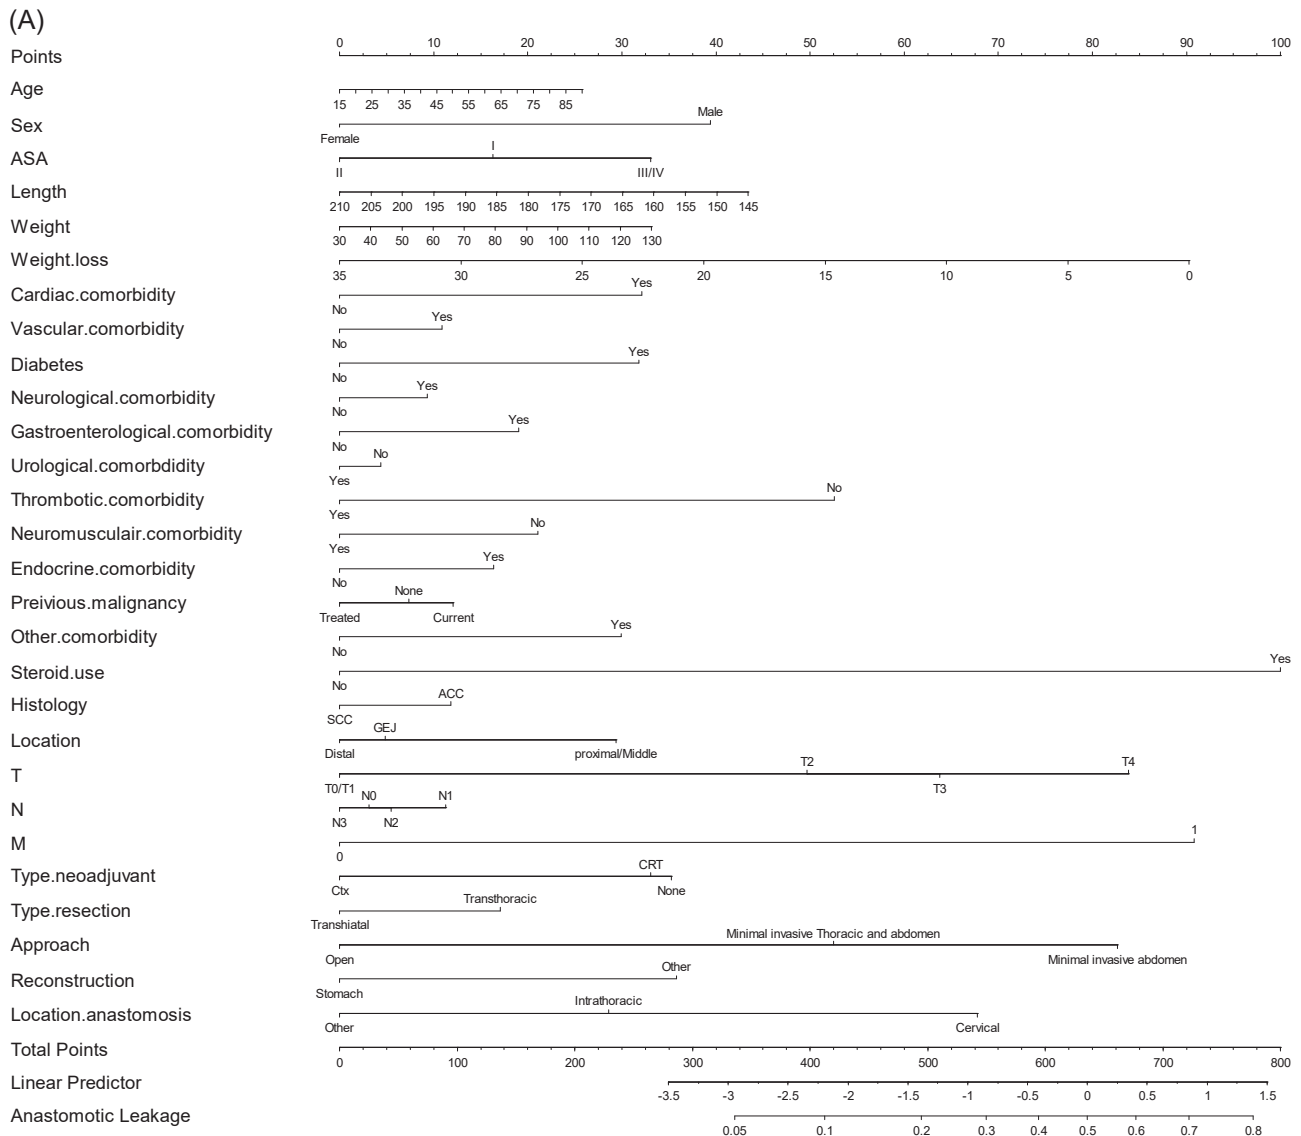 (A)
0 10 20 30 40 50 60 70 80 90 100
Points
Age
15 25 35 45 55 65 75 85
Male
Sex
Female
I
ASA
II III/IV
Length
210 205 200 195 190 185 180 175 170 165 160 155 150 145
Weight
30 40 50 60 70 80 90 100 110 120 130
Weight.loss
35 30 25 20 15 10 5 0
Yes
Cardiac.comorbidity
No
Yes
Vascular.comorbidity
No
Yes
Diabetes
No
Yes
Neurological.comorbidity
No
Yes
Gastroenterological.comorbidity
No
No
Urological.comorbdidity
Yes
No
Thrombotic.comorbidity
Yes
No
Neuromusculair.comorbidity
Yes
Yes
Endocrine.comorbidity
No
None
Preivious.malignancy
Treated Current
Yes
Other.comorbidity
No
Yes
Steroid.use
No
ACC
Histology
SCC
GEJ
Location
Distal proximal/Middle
T2 T4
T
T0/T1 T3
N0 N1
N
N3 N2
1
M
0
CRT
Type.neoadjuvant
Ctx None
Transthoracic
Type.resection
Transhiatal
Minimal invasive Thoracic and abdomen
Approach
Open Minimal invasive abdomen
Other
Reconstruction
Stomach
Intrathoracic
Location.anastomosis
Other Cervical
Total Points
0 100 200 300 400 500 600 700 800
Linear Predictor
-3.5 -3 -2.5 -2 -1.5 -1 -0.5 0 0.5 1 1.5
Anastomotic Leakage
0.05 0.1 0.2 0.3 0.4 0.5 0.6 0.7 0.8